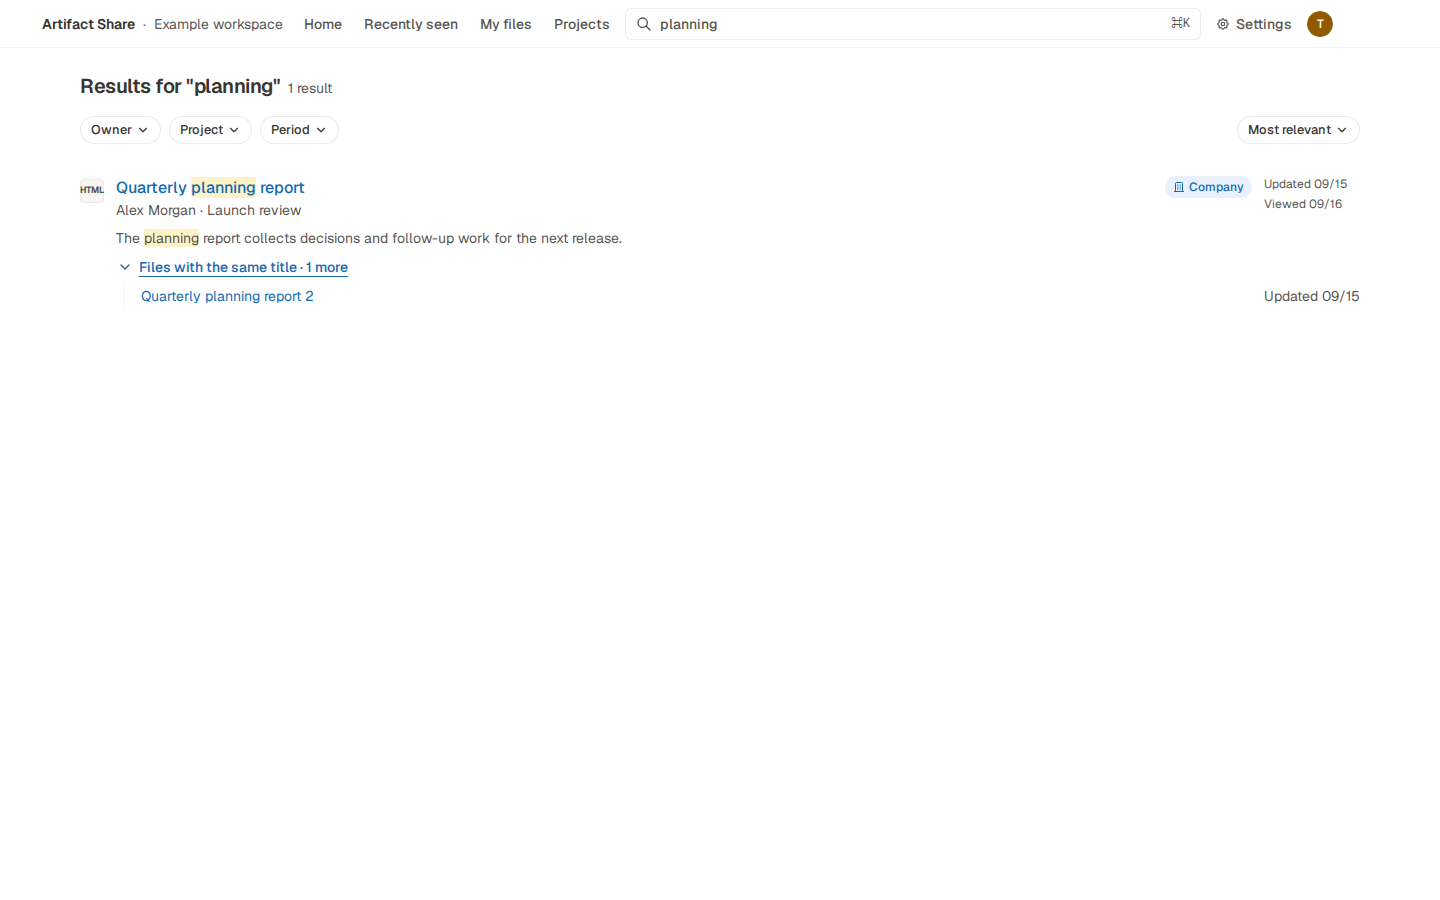 Artifact Share · Example workspace Home Recently seen My files Projects planning ⌘K Settings T
Results for "planning" 1 result
Owner Project Period Most relevant
HTML Quarterly planning report Company Updated 09/15
Viewed 09/16
Alex Morgan · Launch review
The planning report collects decisions and follow-up work for the next release.
Files with the same title · 1 more
Quarterly planning report 2 Updated 09/15